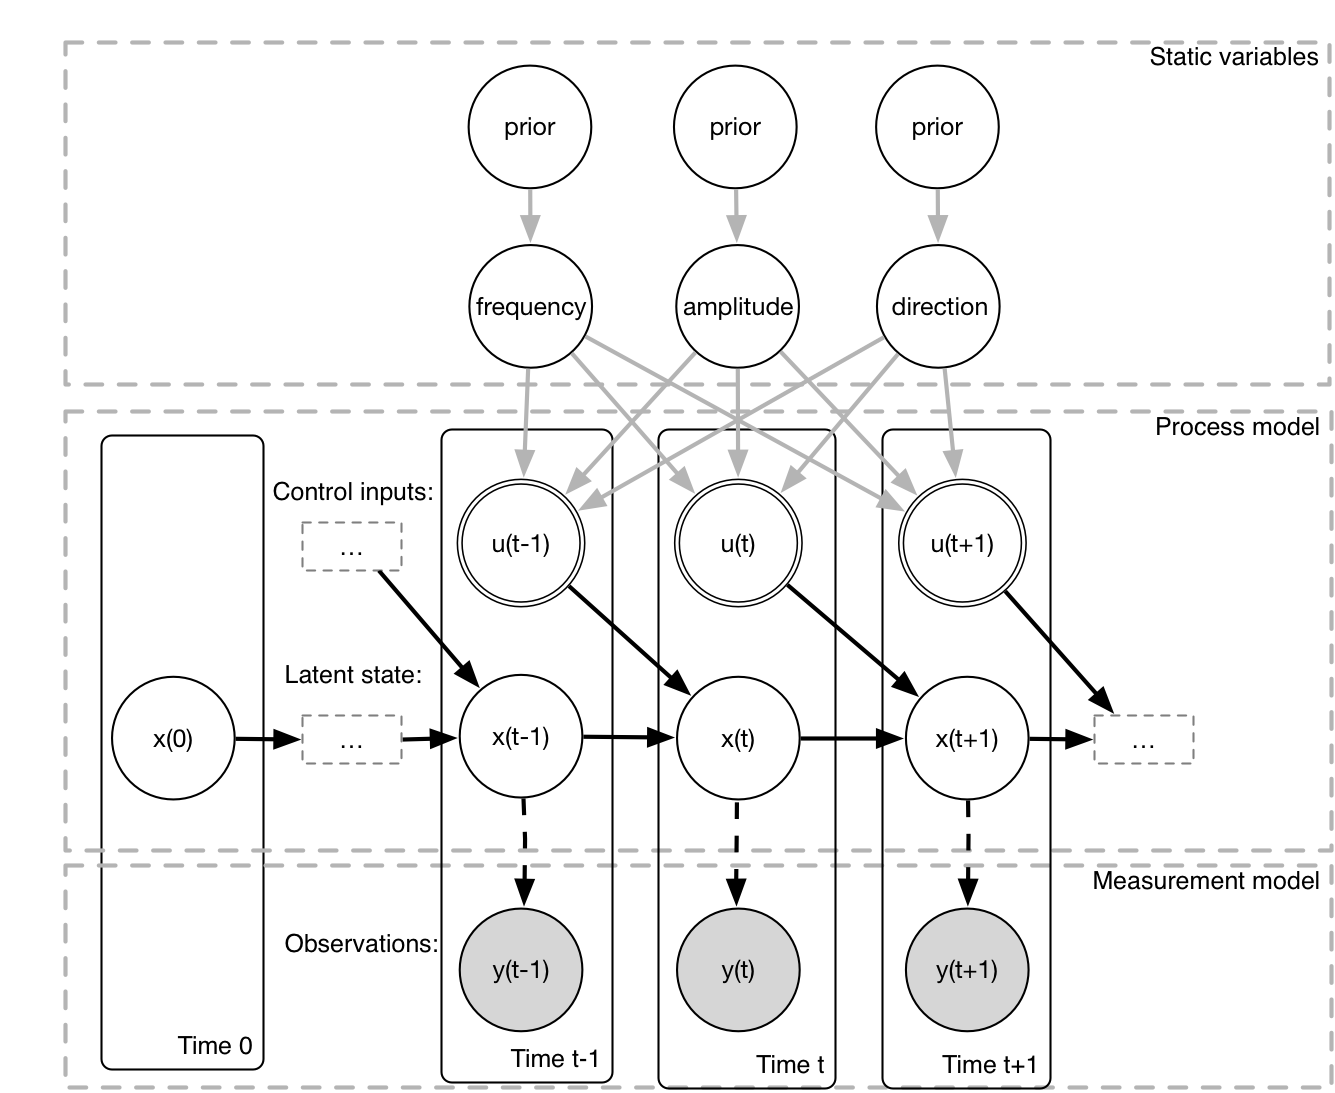 Static variables
prior
prior
prior
frequency
amplitude
direction
Process model
Control inputs:
...
u(t-1)
u(t)
u(t+1)
Latent state:
x(0)
...
x(t-1)
x(t)
x(t+1)
...
Measurement model
Observations:
y(t-1)
y(t)
y(t+1)
Time 0
Time t-1
Time t
Time t+1